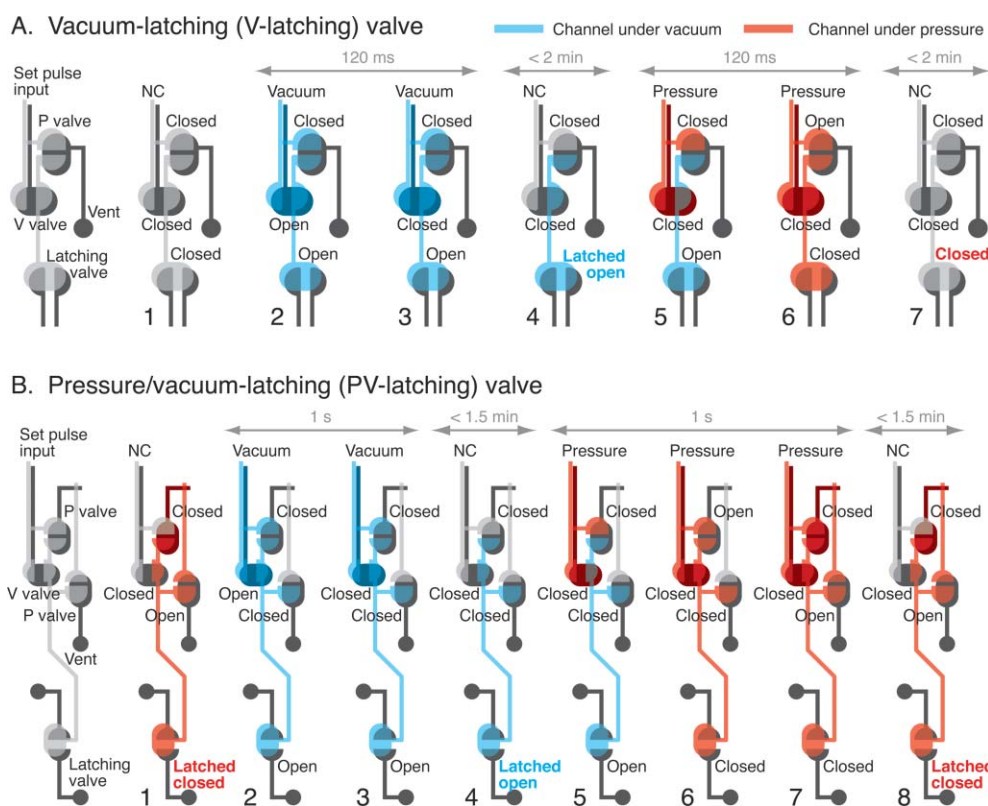 A. Vacuum-latching (V-latching) valve
Channel under vacuum
Channel under pressure
120 ms
< 2 min
120 ms
< 2 min
Set pulse
input
NC
Vacuum
Vacuum
NC
Pressure
Pressure
NC
P valve
Closed
Closed
Closed
Closed
Closed
Open
Closed
Vent
V valve
Closed
Open
Closed
Closed
Closed
Closed
Closed
Latching
valve
Closed
Open
Open
Latched
open
Open
Closed
Closed
1
2
3
4
5
6
7
B. Pressure/vacuum-latching (PV-latching) valve
1 s
< 1.5 min
1 s
< 1.5 min
Set pulse
input
NC
Vacuum
Vacuum
NC
Pressure
Pressure
Pressure
NC
P valve
Closed
Closed
Closed
Closed
Closed
Open
Closed
Closed
V valve
Closed
Open
Closed
Closed
Closed
Closed
Closed
Closed
P valve
Open
Closed
Closed
Closed
Closed
Closed
Open
Open
Vent
Latching
valve
Latched
closed
Open
Open
Latched
open
Open
Closed
Closed
Latched
closed
1
2
3
4
5
6
7
8